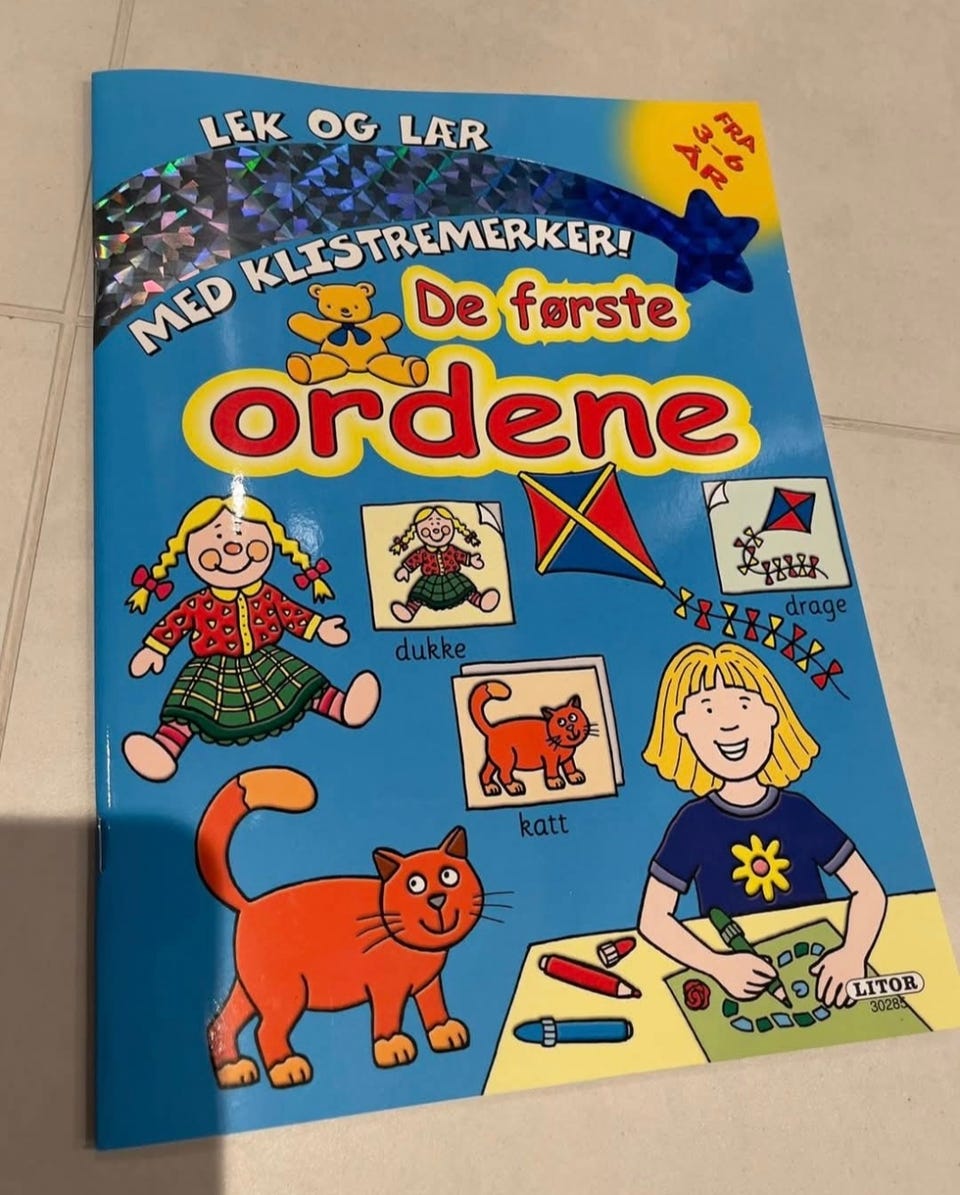 LEK OG LÆR
MED KLISTREMERKER!
FRA
3-6
ÅR
De første
ordene
dukke
drage
katt
LITOR
30285